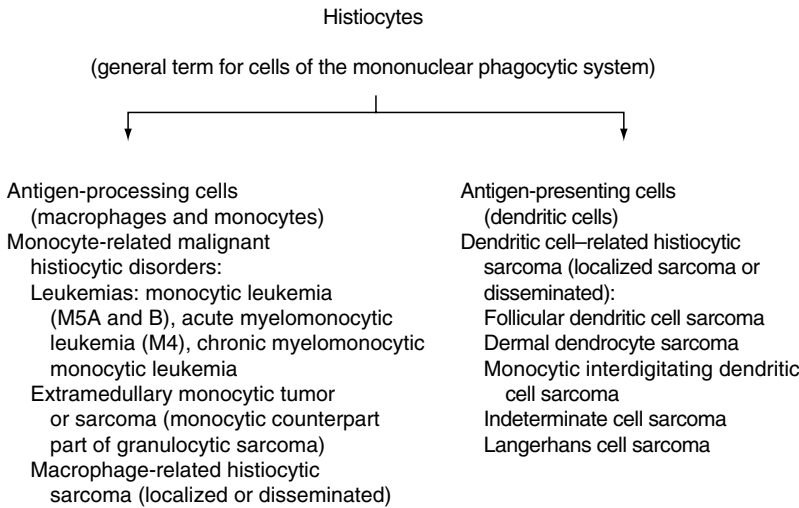 Histiocytes
(general term for cells of the mononuclear phagocytic system)
Antigen-processing cells
(macrophages and monocytes)
Monocyte-related malignant
histiocytic disorders:
Leukemias: monocytic leukemia
(M5A and B), acute myelomonocytic
leukemia (M4), chronic myelomonocytic
monocytic leukemia
Extramedullary monocytic tumor
or sarcoma (monocytic counterpart
part of granulocytic sarcoma)
Macrophage-related histiocytic
sarcoma (localized or disseminated)
Antigen-presenting cells
(dendritic cells)
Dendritic cell–related histiocytic
sarcoma (localized sarcoma or
disseminated):
Follicular dendritic cell sarcoma
Dermal dendrocyte sarcoma
Monocytic interdigitating dendritic
cell sarcoma
Indeterminate cell sarcoma
Langerhans cell sarcoma